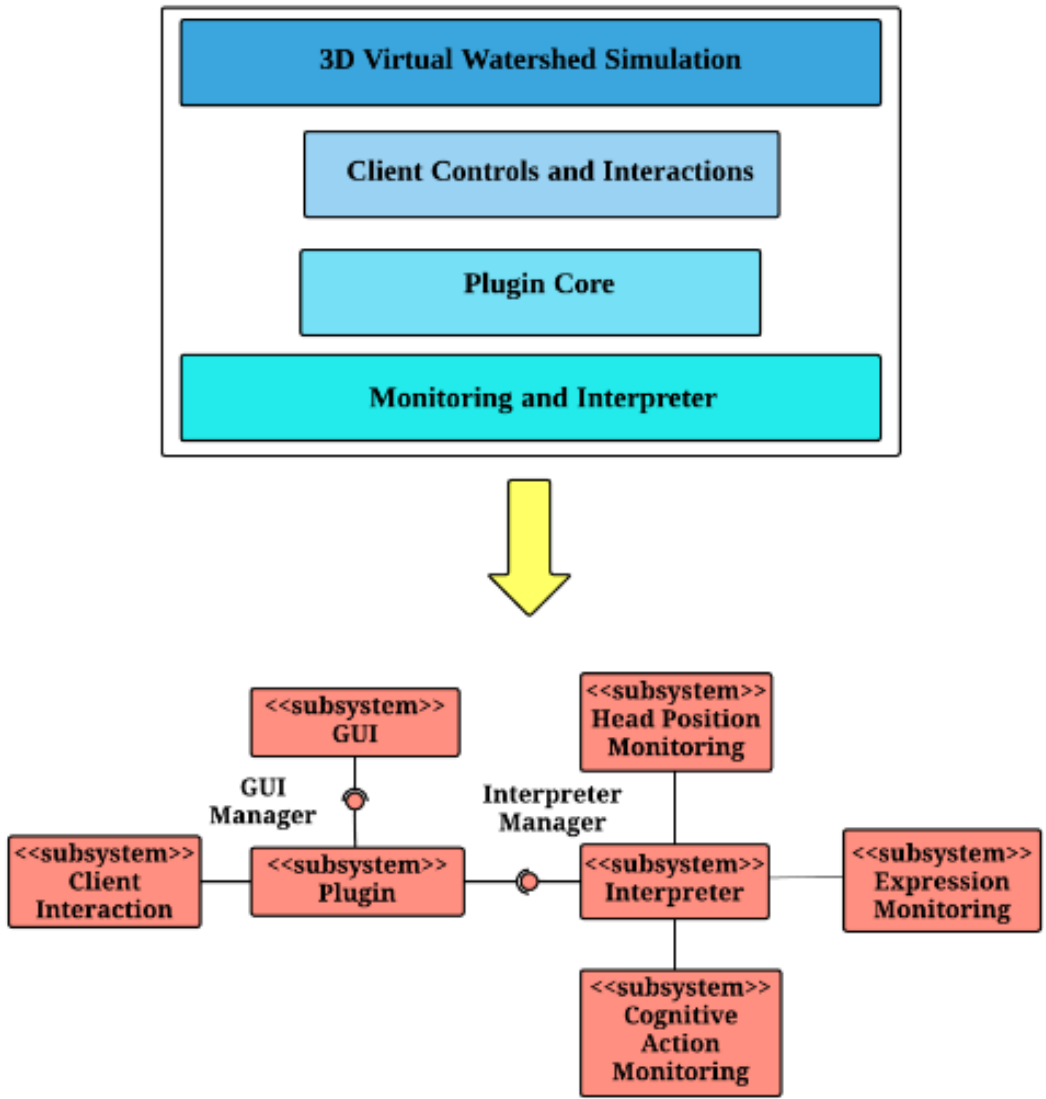 3D Virtual Watershed Simulation
Client Controls and Interactions
Plugin Core
Monitoring and Interpreter
<<subsystem>>
GUI
<<subsystem>>
Head Position
Monitoring
GUI
Manager
Interpreter
Manager
<<subsystem>>
Client
Interaction
<<subsystem>>
Plugin
<<subsystem>>
Interpreter
<<subsystem>>
Expression
Monitoring
<<subsystem>>
Cognitive
Action
Monitoring